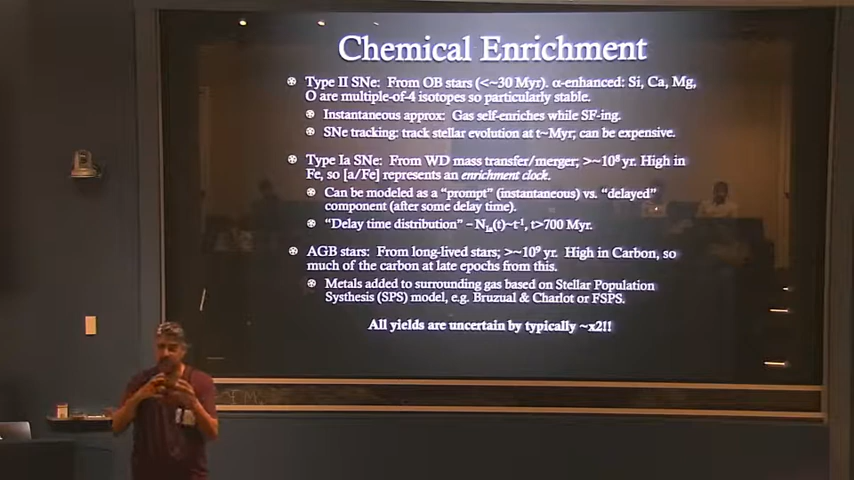 Chemical Enrichment
Type II SNe: From OB stars (<~30 Myr). α-enhanced: Si, Ca, Mg,
O are multiple-of-4 isotopes so particularly stable.
Instantaneous approx: Gas self-enriches while SF-ing.
SNe tracking: track stellar evolution at t~Myr; can be expensive.
Type Ia SNe: From WD mass transfer/merger; >~10⁸ yr. High in
Fe, so [a/Fe] represents an enrichment clock.
Can be modeled as a "prompt" (instantaneous) vs. "delayed"
component (after some delay time).
"Delay time distribution" – N_Ia(t)~t⁻¹, t>700 Myr.
AGB stars: From long-lived stars; >~10⁹ yr. High in Carbon, so
much of the carbon at late epochs from this.
Metals added to surrounding gas based on Stellar Population
Systhesis (SPS) model, e.g. Bruzual & Charlot or FSPS.
All yields are uncertain by typically ~x2!!